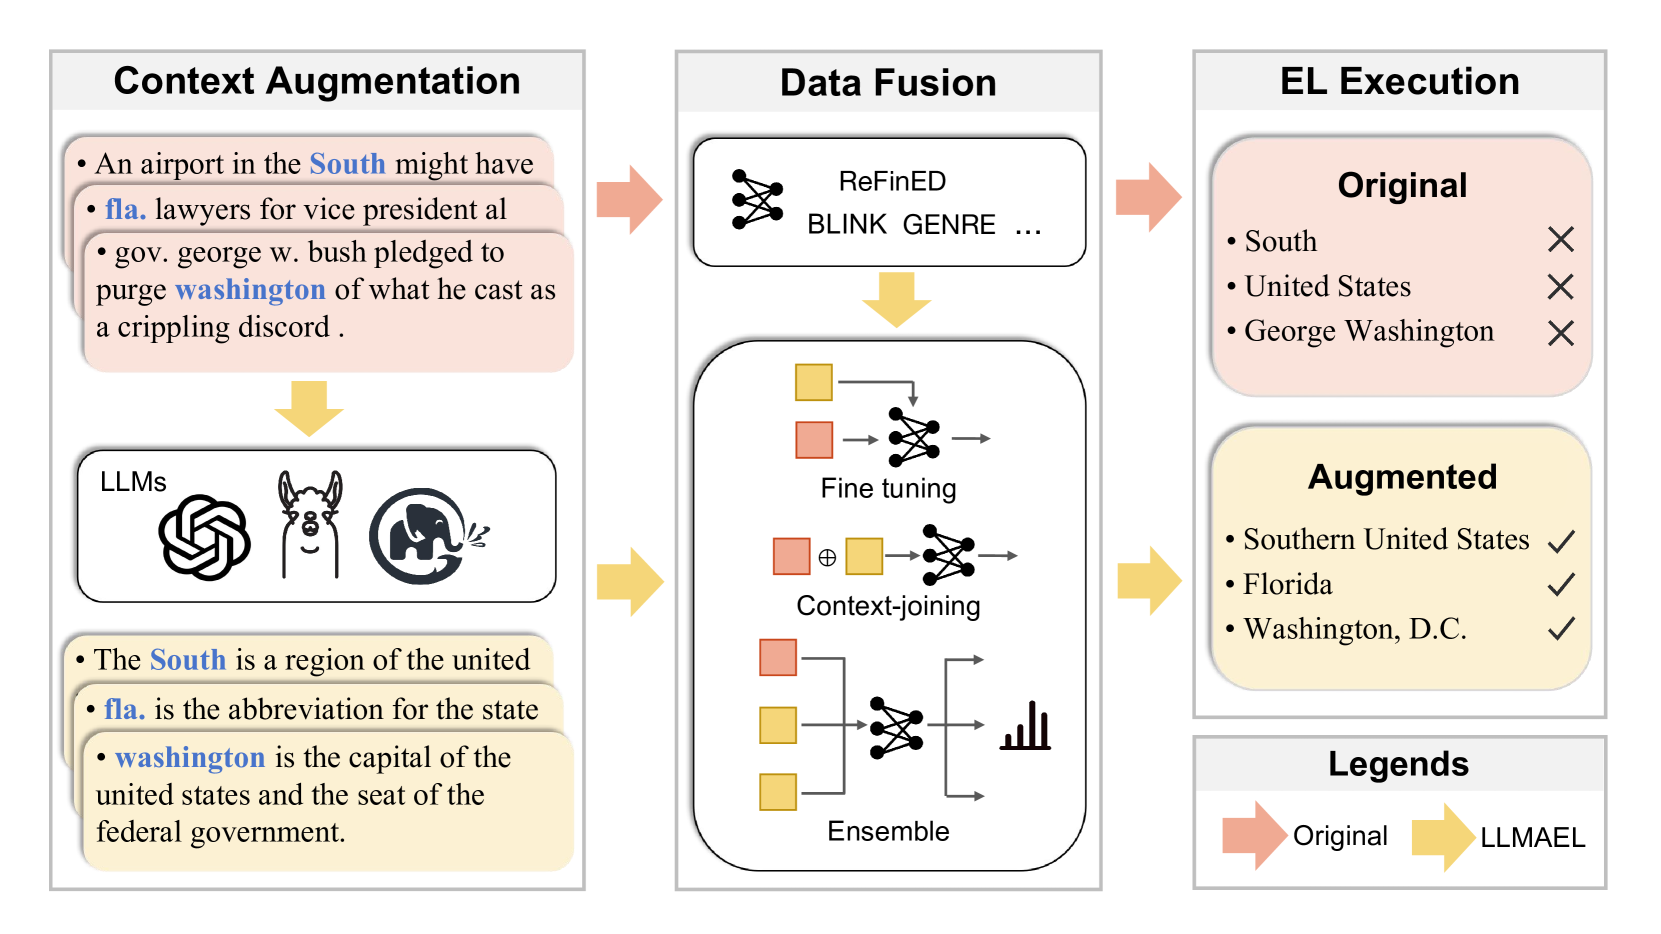 Context Augmentation
• An airport in the South might have
• fla. lawyers for vice president al
• gov. george w. bush pledged to
purge washington of what he cast as
a crippling discord .
LLMs
• The South is a region of the united
• fla. is the abbreviation for the state
• washington is the capital of the
united states and the seat of the
federal government.
Data Fusion
ReFinED
BLINK GENRE ...
Fine tuning
⊕
Context-joining
Ensemble
EL Execution
Original
• South
• United States
• George Washington
Augmented
• Southern United States
• Florida
• Washington, D.C.
Legends
Original
LLMAEL